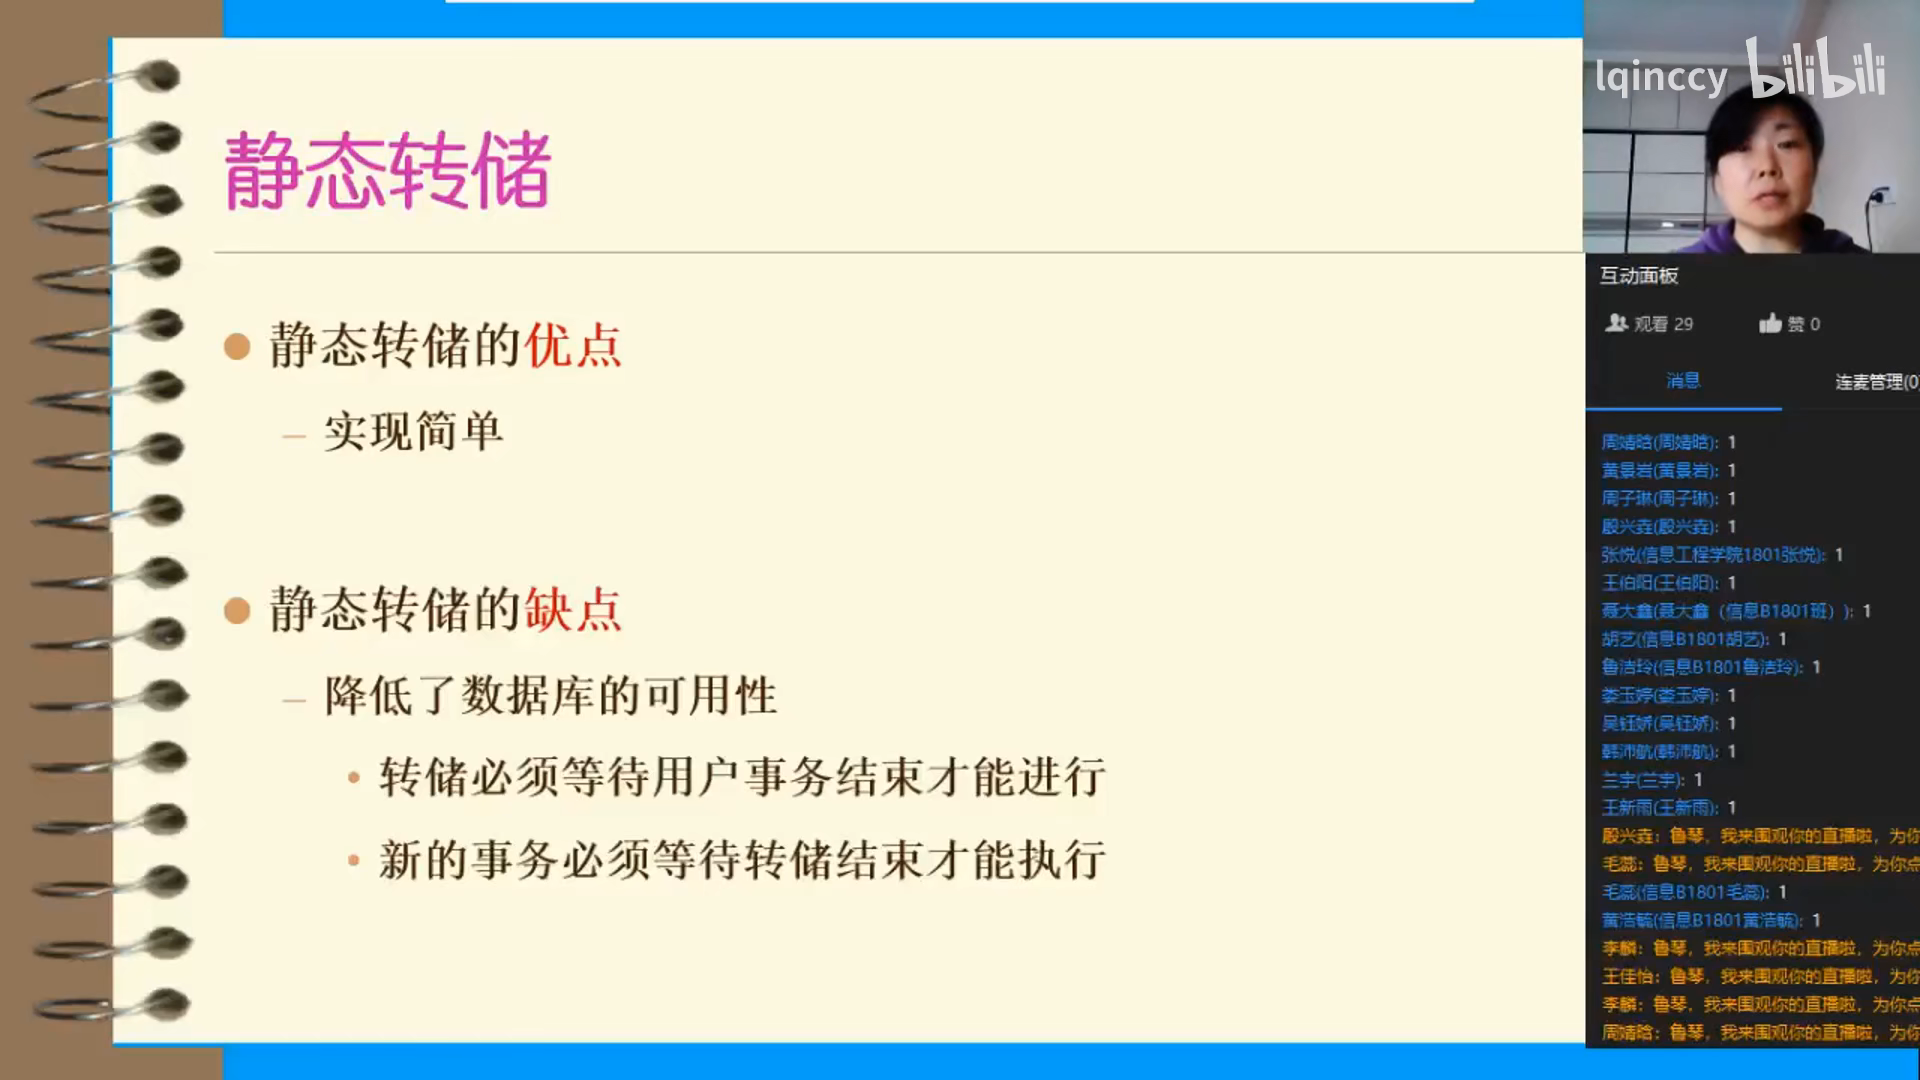 静态转储
静态转储的优点
– 实现简单
静态转储的缺点
– 降低了数据库的可用性
• 转储必须等待用户事务结束才能进行
• 新的事务必须等待转储结束才能执行
lqinccy bilibili
互动面板
观看 29 赞 0
消息 连麦管理(0
周婧晗(周婧晗): 1
黄景岩(黄景岩): 1
周子琳(周子琳): 1
殷兴垚(殷兴垚): 1
张悦(信息工程学院1801张悦): 1
王伯阳(王伯阳): 1
聂大鑫(聂大鑫（信息B1801班）): 1
胡艺(信息B1801胡艺): 1
鲁洁玲(信息B1801鲁洁玲): 1
娄玉婷(娄玉婷): 1
吴钰娇(吴钰娇): 1
韩沛航(韩沛航): 1
兰宇(兰宇): 1
王新雨(王新雨): 1
殷兴垚: 鲁琴，我来围观你的直播啦，为你
毛蕊: 鲁琴，我来围观你的直播啦，为你点
毛蕊(信息B1801毛蕊): 1
董浩毓(信息B1801董浩毓): 1
李麟: 鲁琴，我来围观你的直播啦，为你点
王佳怡: 鲁琴，我来围观你的直播啦，为你
李麟: 鲁琴，我来围观你的直播啦，为你点
周婧晗: 鲁琴，我来围观你的直播啦，为你